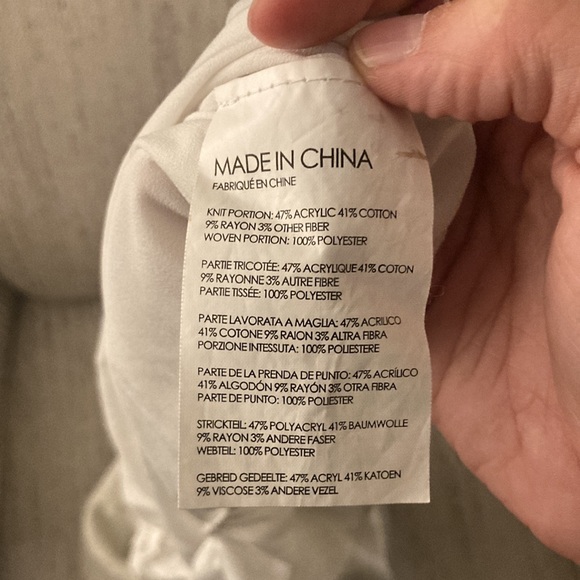 MADE IN CHINA
FABRIQUÉ EN CHINE
KNIT PORTION: 47% ACRYLIC 41% COTTON
9% RAYON 3% OTHER FIBER
WOVEN PORTION: 100% POLYESTER
PARTIE TRICOTÉE: 47% ACRYLIQUE 41% COTON
9% RAYONNE 3% AUTRE FIBRE
PARTIE TISSÉE: 100% POLYESTER
PARTE LAVORATA A MAGLIA: 47% ACRILICO
41% COTONE 9% RAION 3% ALTRA FIBRA
PORZIONE INTESSUTA: 100% POLIESTERE
PARTE DE LA PRENDA DE PUNTO: 47% ACRÍLICO
41% ALGODÓN 9% RAYÓN 3% OTRA FIBRA
PARTE DE PUNTO: 100% POLIESTER
STRICKTEIL: 47% POLYACRYL 41% BAUMWOLLE
9% RAYON 3% ANDERE FASER
WEBTEIL: 100% POLYESTER
GEBREID GEDEELTE: 47% ACRYL 41% KATOEN
9% VISCOSE 3% ANDERE VEZEL